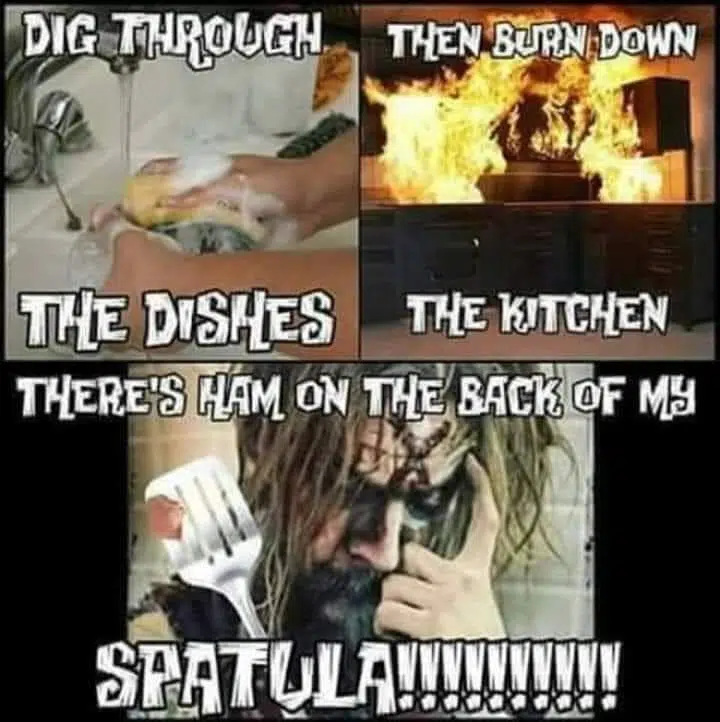 DIG THROUGH
THE DISHES
THEN BURN DOWN
THE KITCHEN
THERE'S HAM ON THE BACK OF MY
SPATULA!!!!!!!!!!!